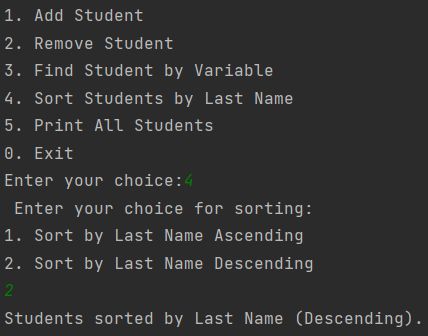 1. Add Student
2. Remove Student
3. Find Student by Variable
4. Sort Students by Last Name
5. Print All Students
0. Exit
Enter your choice:4
 Enter your choice for sorting:
1. Sort by Last Name Ascending
2. Sort by Last Name Descending
2
Students sorted by Last Name (Descending).